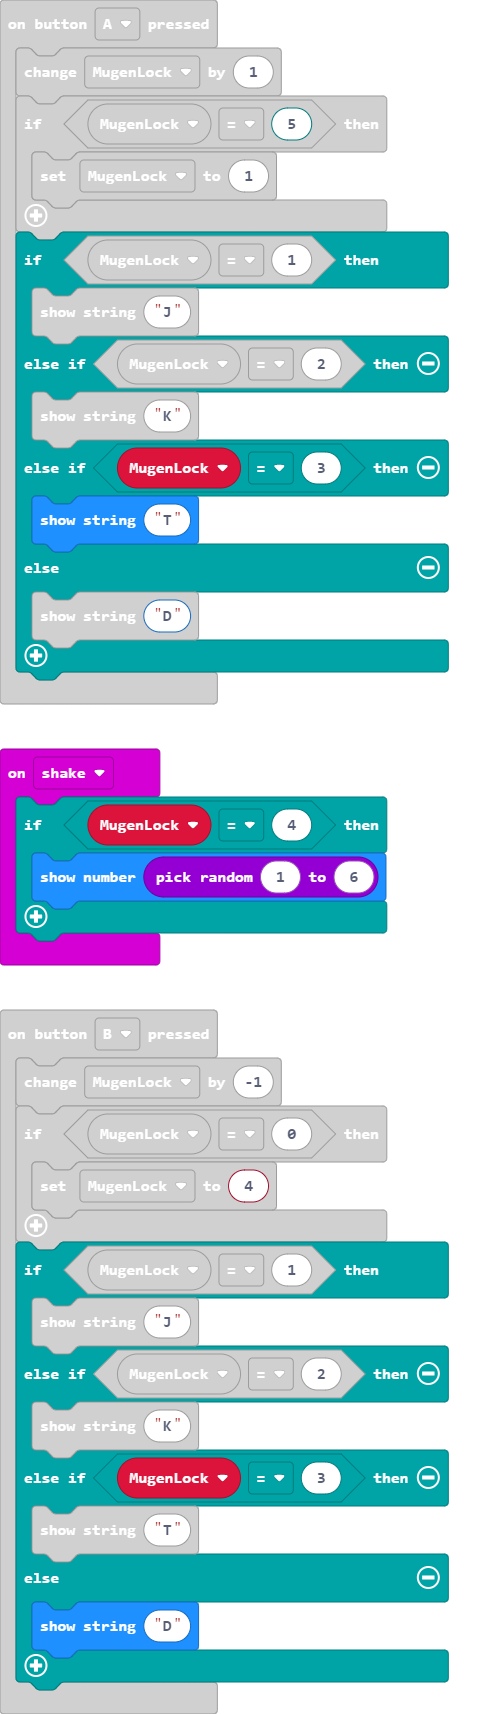 on button A pressed
change MugenLock by 1
if MugenLock = 5 then
set MugenLock to 1
if MugenLock = 1 then
show string "J"
else if MugenLock = 2 then
show string "K"
else if MugenLock = 3 then
show string "T"
else
show string "D"
on shake
if MugenLock = 4 then
show number pick random 1 to 6
on button B pressed
change MugenLock by -1
if MugenLock = 0 then
set MugenLock to 4
if MugenLock = 1 then
show string "J"
else if MugenLock = 2 then
show string "K"
else if MugenLock = 3 then
show string "T"
else
show string "D"